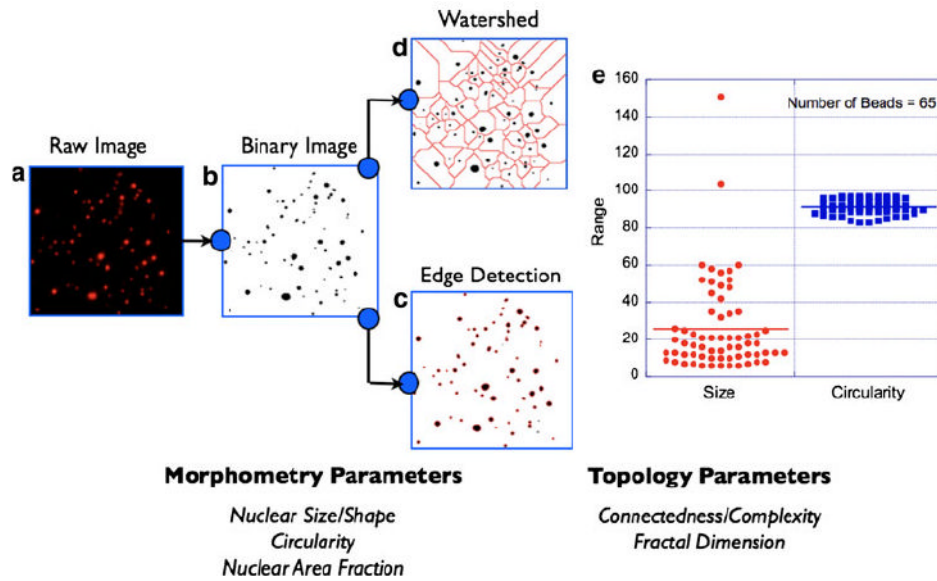 Watershed
d
e
160
140
120
100
80
60
40
20
0
Range
Number of Beads = 65
Size
Circularity
Raw Image
a
Binary Image
b
Edge Detection
c
Morphometry Parameters
Nuclear Size/Shape
Circularity
Nuclear Area Fraction
Topology Parameters
Connectedness/Complexity
Fractal Dimension